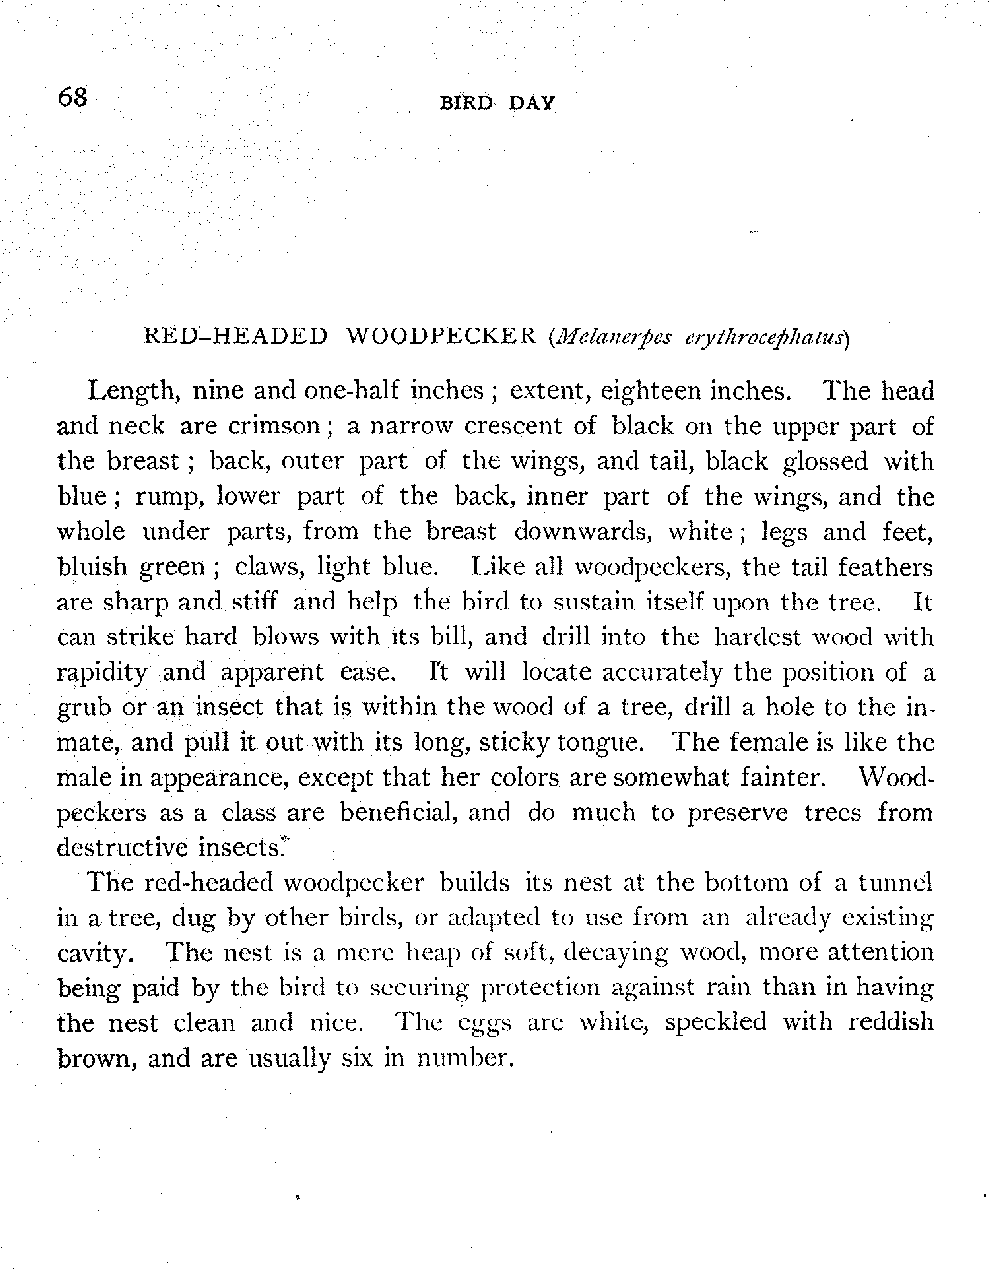 68 BIRD DAY
RED-HEADED WOODPECKER (Melanerpes erythrocephalus)
Length, nine and one-half inches; extent, eighteen inches. The head
and neck are crimson; a narrow crescent of black on the upper part of
the breast; back, outer part of the wings, and tail, black glossed with
blue; rump, lower part of the back, inner part of the wings, and the
whole under parts, from the breast downwards, white; legs and feet,
bluish green; claws, light blue. Like all woodpeckers, the tail feathers
are sharp and stiff and help the bird to sustain itself upon the tree. It
can strike hard blows with its bill, and drill into the hardest wood with
rapidity and apparent ease. It will locate accurately the position of a
grub or an insect that is within the wood of a tree, drill a hole to the in-
mate, and pull it out with its long, sticky tongue. The female is like the
male in appearance, except that her colors are somewhat fainter. Wood-
peckers as a class are beneficial, and do much to preserve trees from
destructive insects.
The red-headed woodpecker builds its nest at the bottom of a tunnel
in a tree, dug by other birds, or adapted to use from an already existing
cavity. The nest is a mere heap of soft, decaying wood, more attention
being paid by the bird to securing protection against rain than in having
the nest clean and nice. The eggs are white, speckled with reddish
brown, and are usually six in number.